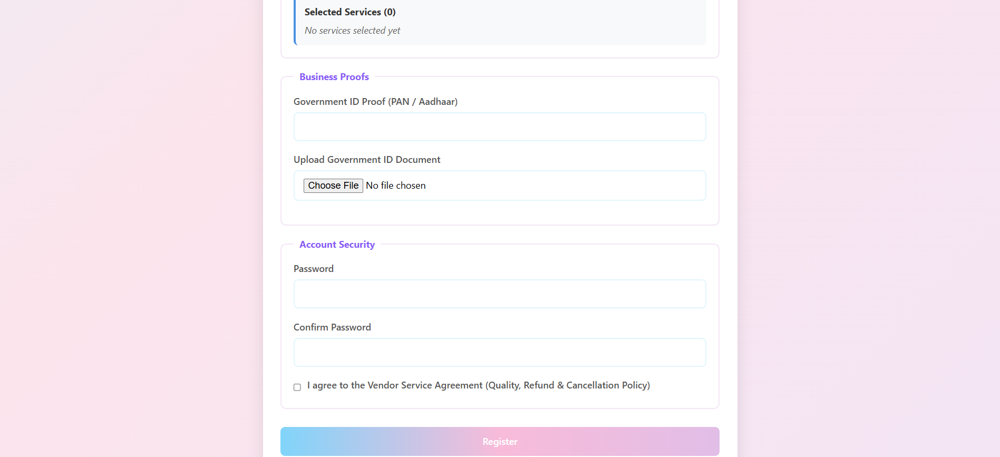 Selected Services (0)
No services selected yet
Business Proofs
Government ID Proof (PAN / Aadhaar)
Upload Government ID Document
Choose File No file chosen
Account Security
Password
Confirm Password
I agree to the Vendor Service Agreement (Quality, Refund & Cancellation Policy)
Register